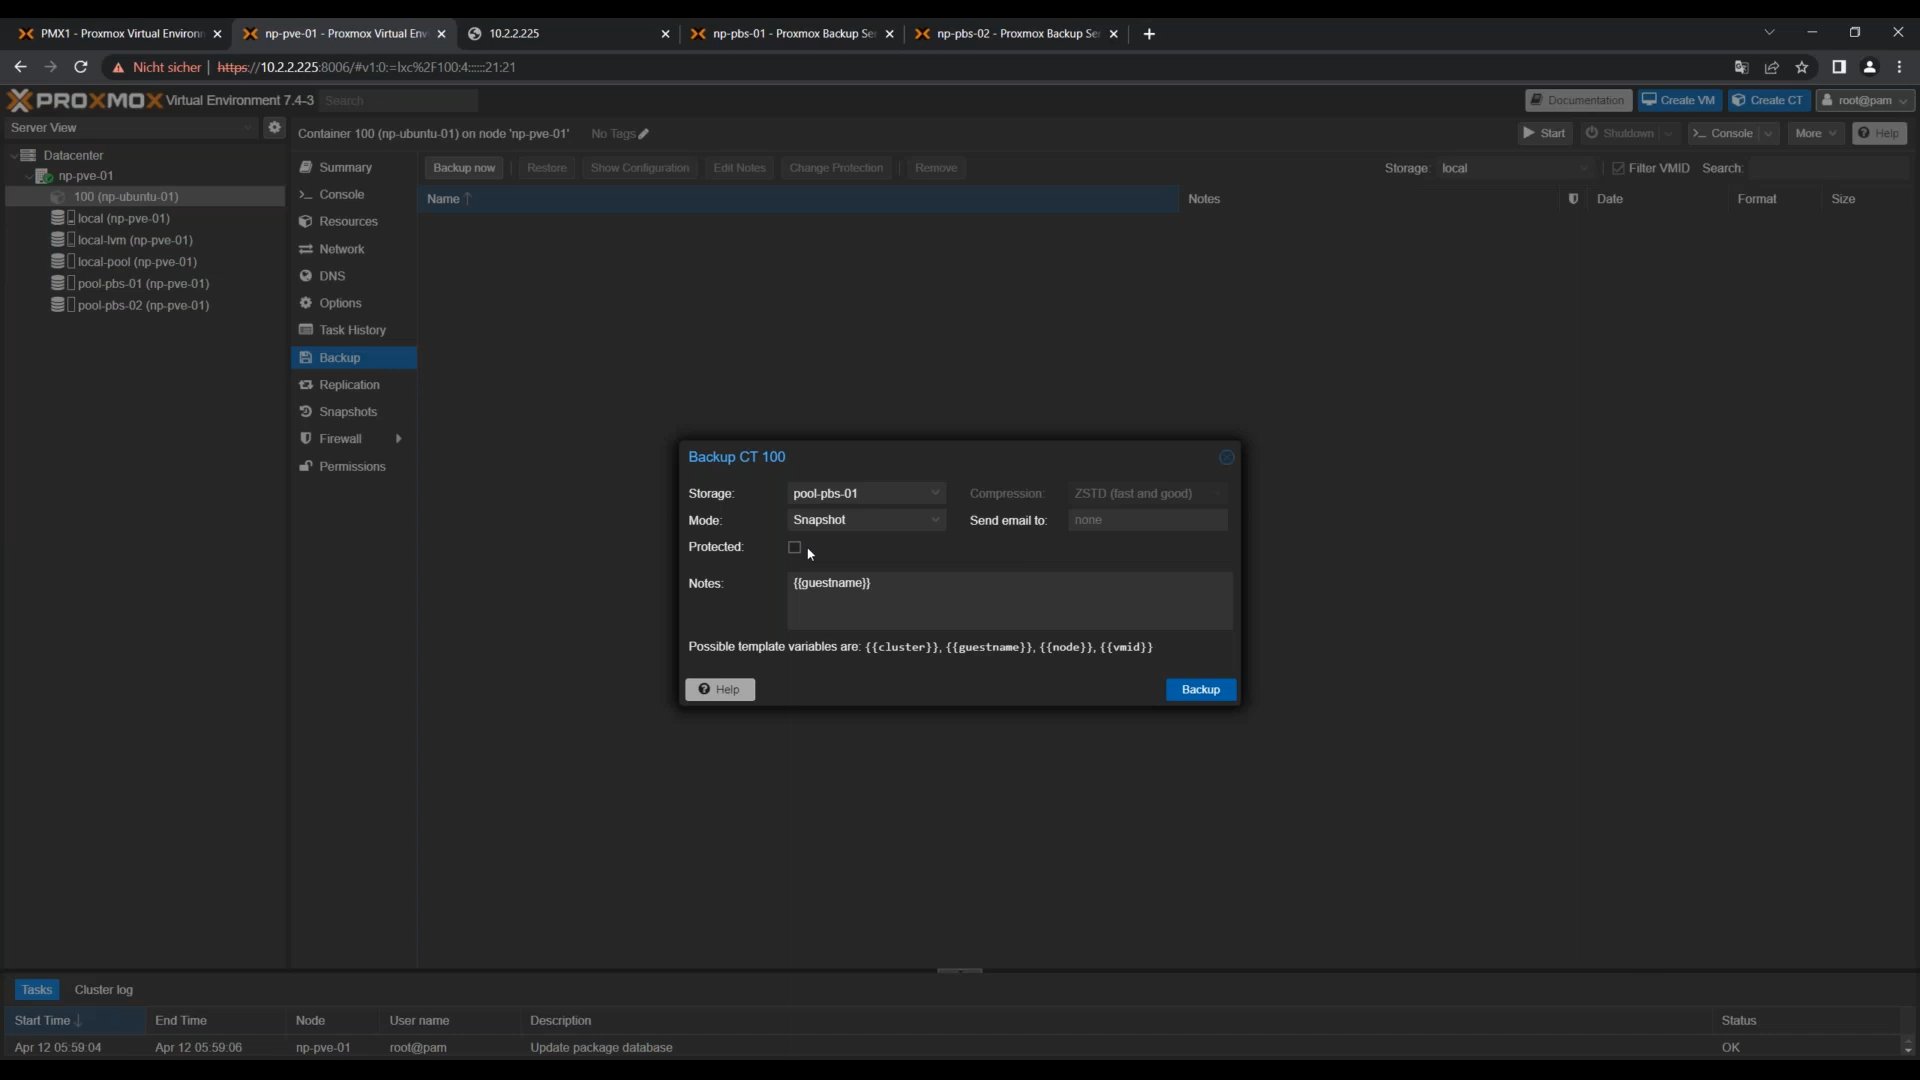 PMX1 - Proxmox Virtual Environ
np-pve-01 - Proxmox Virtual Env
10.2.2.225
np-pbs-01 - Proxmox Backup Se
np-pbs-02 - Proxmox Backup Se
Nicht sicher | https://10.2.2.225:8006/#v1:0:=lxc%2F100:4::::::21:21
PROXMOX Virtual Environment 7.4-3 Search
Documentation Create VM Create CT root@pam
Server View
Container 100 (np-ubuntu-01) on node 'np-pve-01' No Tags
Start Shutdown Console More Help
Datacenter
np-pve-01
100 (np-ubuntu-01)
local (np-pve-01)
local-lvm (np-pve-01)
local-pool (np-pve-01)
pool-pbs-01 (np-pve-01)
pool-pbs-02 (np-pve-01)
Summary
Console
Resources
Network
DNS
Options
Task History
Backup
Replication
Snapshots
Firewall
Permissions
Backup now Restore Show Configuration Edit Notes Change Protection Remove
Storage: local Filter VMID Search:
Name Notes Date Format Size
Backup CT 100
Storage: pool-pbs-01 Compression: ZSTD (fast and good)
Mode: Snapshot Send email to: none
Protected:
Notes: {{guestname}}
Possible template variables are: {{cluster}}, {{guestname}}, {{node}}, {{vmid}}
Help Backup
Tasks Cluster log
Start Time End Time Node User name Description Status
Apr 12 05:59:04 Apr 12 05:59:06 np-pve-01 root@pam Update package database OK